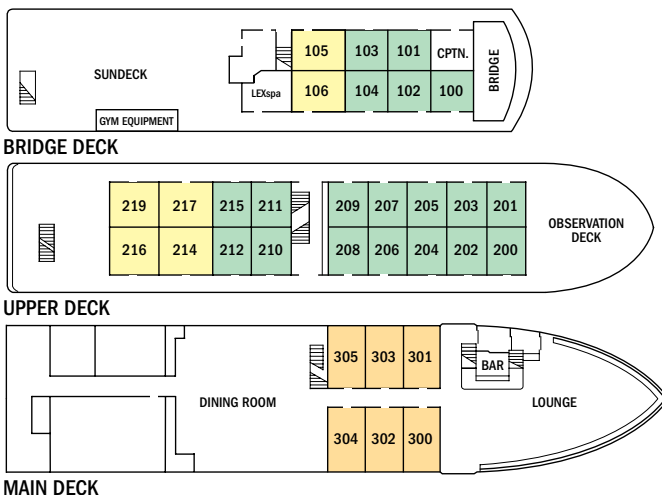 105 103 101 CPTN.
SUNDECK
BRIDGE
LEXspa 106 104 102 100
GYM EQUIPMENT
BRIDGE DECK
219 217 215 211 209 207 205 203 201
OBSERVATION
DECK
216 214 212 210 208 206 204 202 200
UPPER DECK
305 303 301
BAR
DINING ROOM
LOUNGE
304 302 300
MAIN DECK